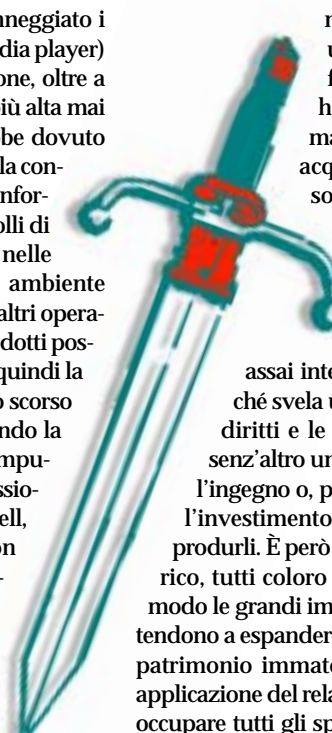 nneggiato i
dia player)
one, oltre a
più alta mai
be dovuto
la con-
nfor-
olli di
nelle
ambiente
altri opera-
dotti pos-
quindi la
o scorso
ndo la
mpu-
ssio-
ell,
on
-
f
h
ma
acq
so
assai inte
ché svela u
diritti e le
senz'altro un
l'ingegno o, p
l'investimento
produrli. È però
rico, tutti coloro
modo le grandi im
tendono a espander
patrimonio immate
applicazione del rela
occupare tutti gli sp